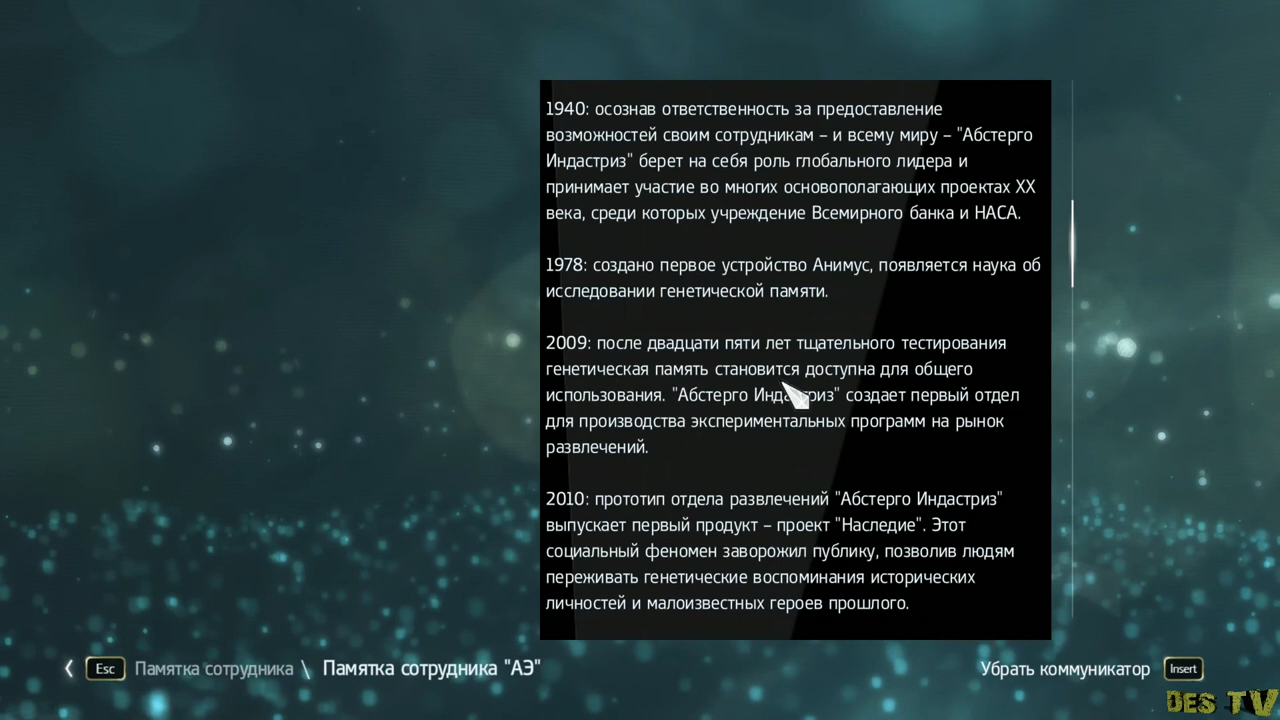 1940: осознав ответственность за предоставление
возможностей своим сотрудникам – и всему миру – "Абстерго
Индастриз" берет на себя роль глобального лидера и
принимает участие во многих основополагающих проектах XX
века, среди которых учреждение Всемирного банка и НАСА.
1978: создано первое устройство Анимус, появляется наука об
исследовании генетической памяти.
2009: после двадцати пяти лет тщательного тестирования
генетическая память становится доступна для общего
использования. "Абстерго Индастриз" создает первый отдел
для производства экспериментальных программ на рынок
развлечений.
2010: прототип отдела развлечений "Абстерго Индастриз"
выпускает первый продукт – проект "Наследие". Этот
социальный феномен заворожил публику, позволив людям
переживать генетические воспоминания исторических
личностей и малоизвестных героев прошлого.
Esc Памятка сотрудника \ Памятка сотрудника "АЭ" Убрать коммуникатор Insert
DES TV